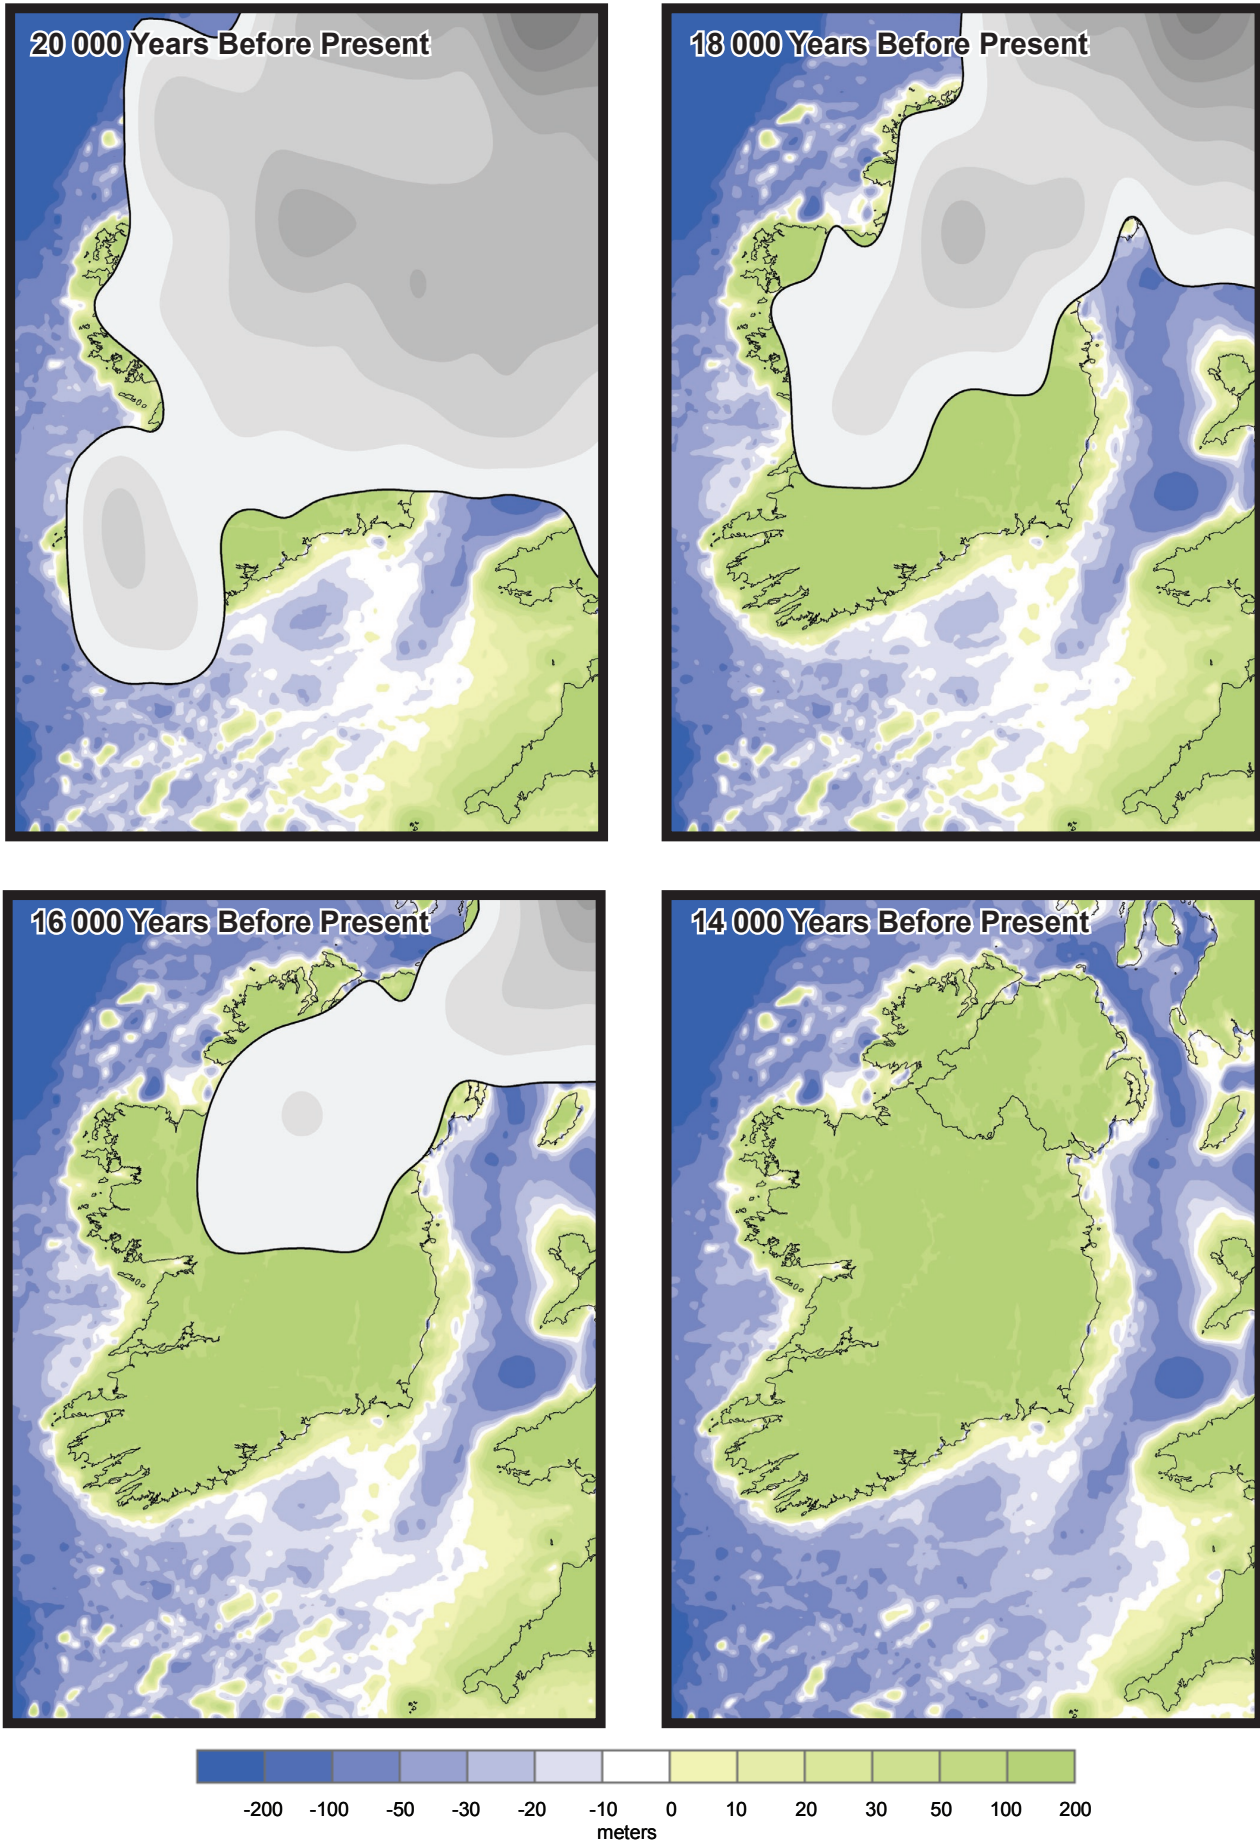 20 000 Years Before Present
18 000 Years Before Present
16 000 Years Before Present
14 000 Years Before Present
-200 -100 -50 -30 -20 -10 0 10 20 30 50 100 200
meters